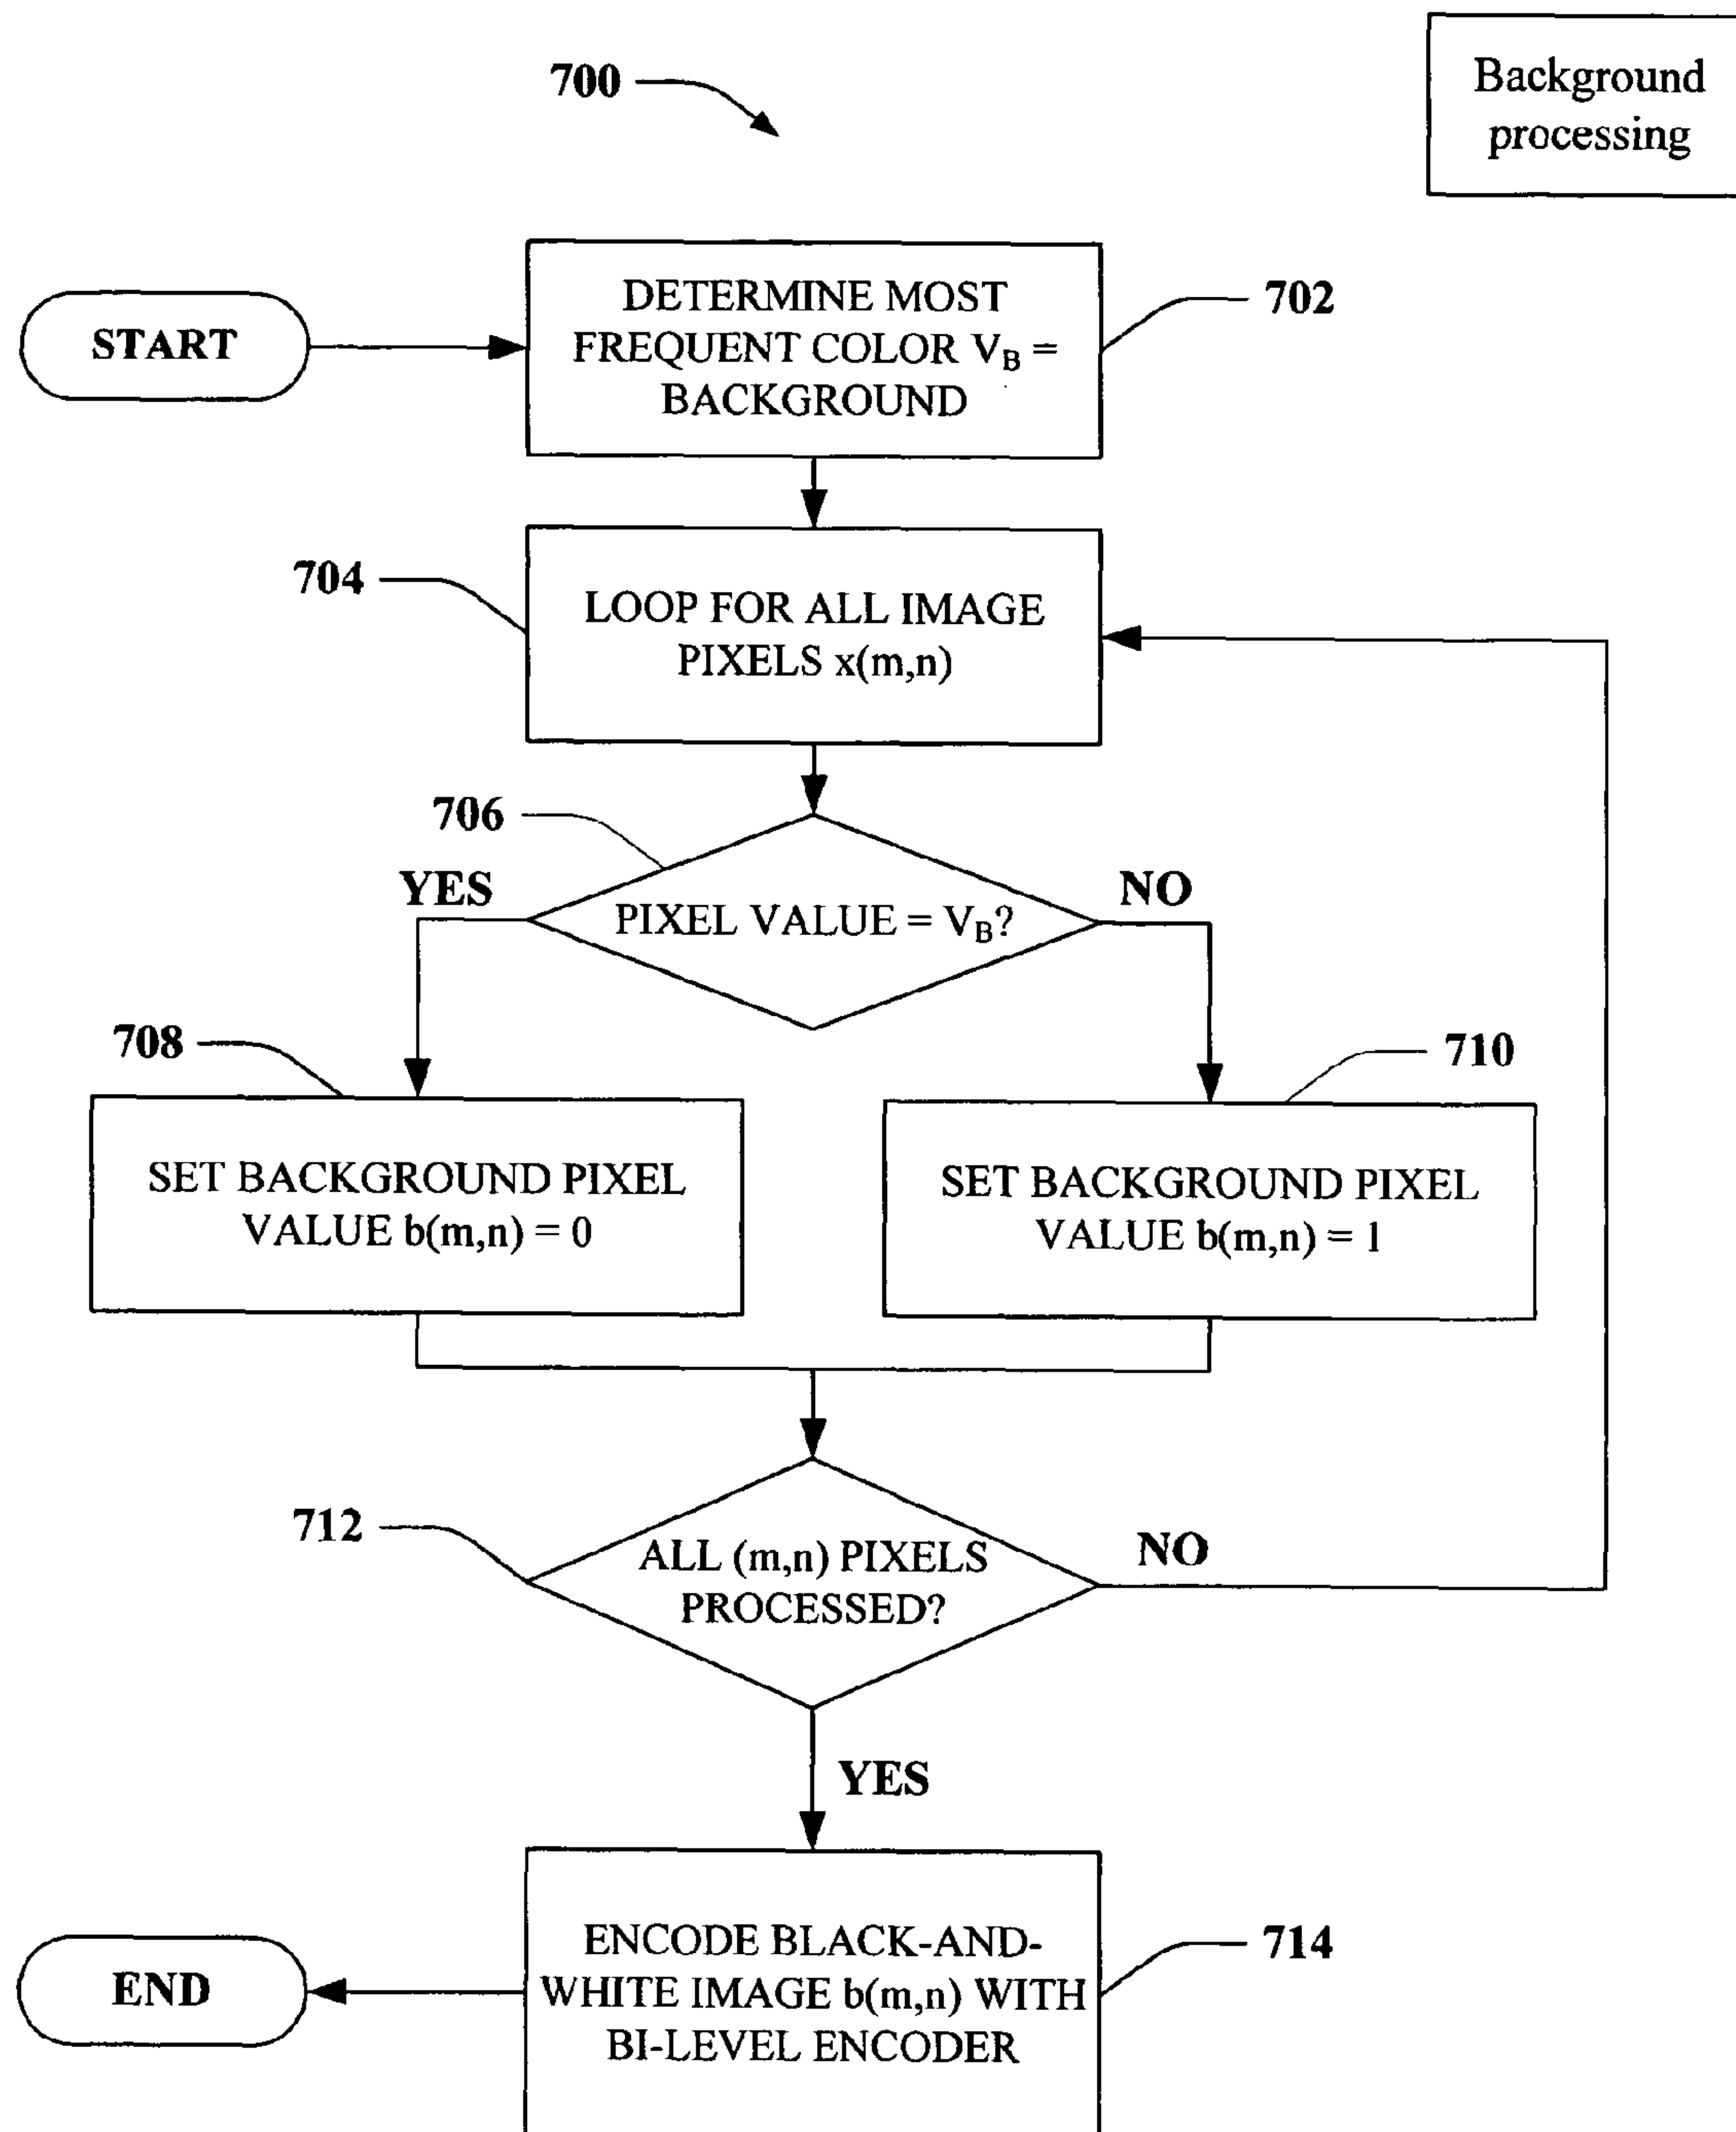 700
Background
processing
START
DETERMINE MOST
FREQUENT COLOR V_B =
BACKGROUND
702
704
LOOP FOR ALL IMAGE
PIXELS x(m,n)
706
YES
NO
PIXEL VALUE = V_B?
708
710
SET BACKGROUND PIXEL
VALUE b(m,n) = 0
SET BACKGROUND PIXEL
VALUE b(m,n) = 1
712
ALL (m,n) PIXELS
PROCESSED?
NO
YES
END
ENCODE BLACK-AND-
WHITE IMAGE b(m,n) WITH
BI-LEVEL ENCODER
714